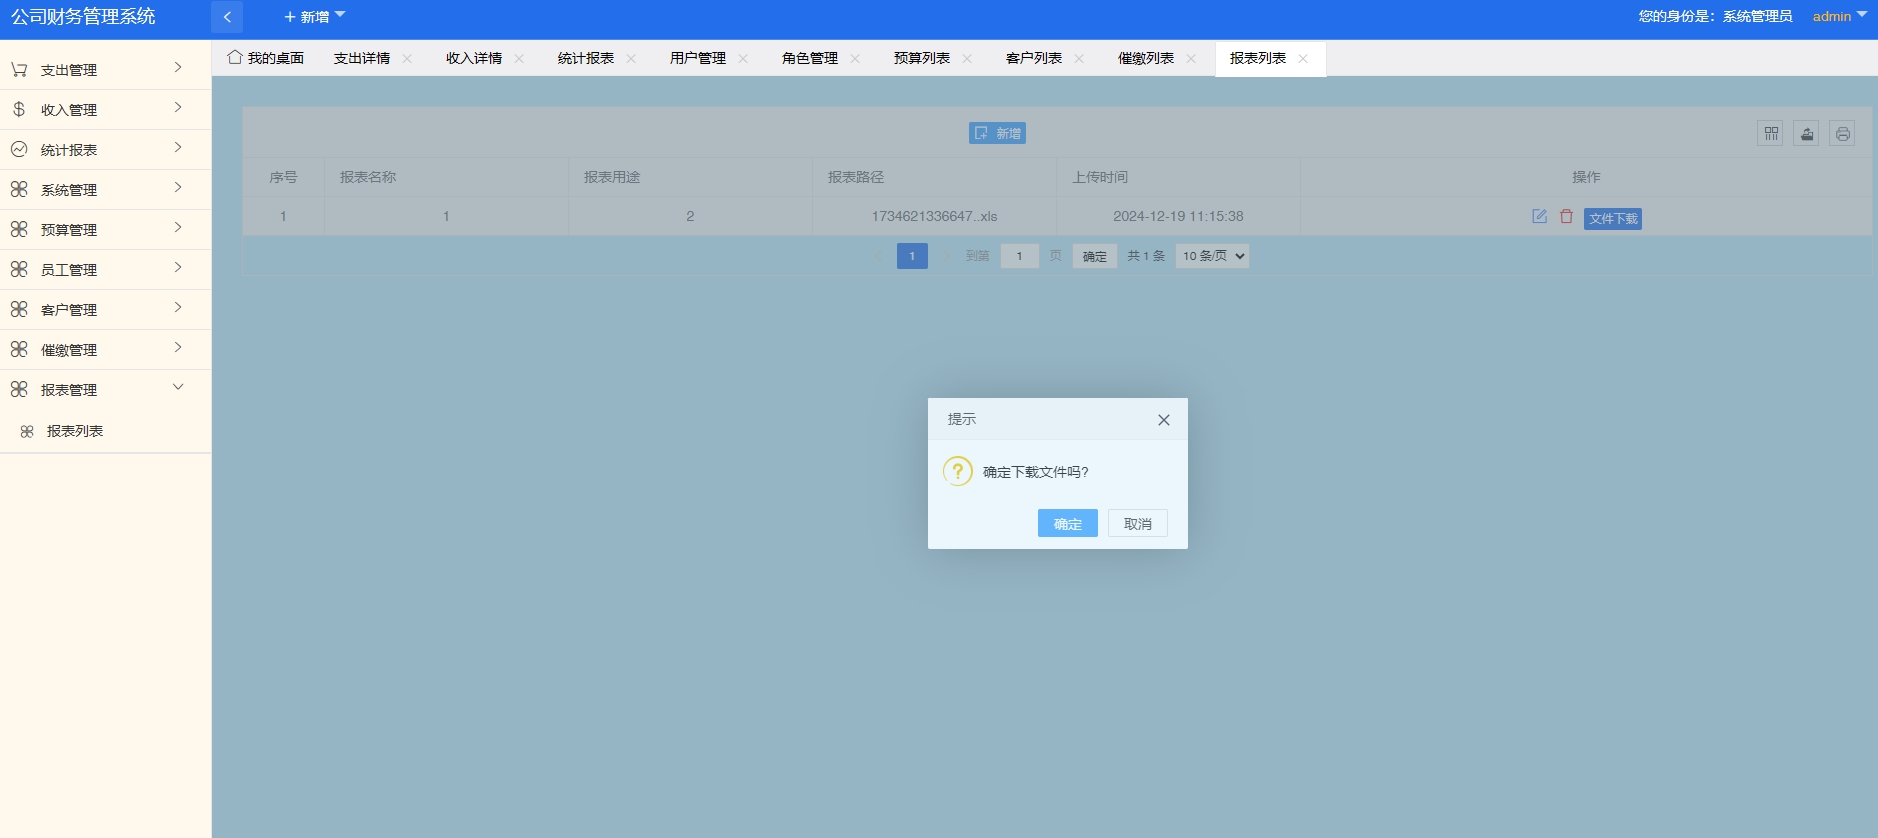 公司财务管理系统
新增
您的身份是：系统管理员 admin
我的桌面 支出详情 收入详情 统计报表 用户管理 角色管理 预算列表 客户列表 催缴列表 报表列表
支出管理
收入管理
统计报表
系统管理
预算管理
员工管理
客户管理
催缴管理
报表管理
报表列表
新增
序号 报表名称 报表用途 报表路径 上传时间 操作
1 1 2 1734621336647..xls 2024-12-19 11:15:38 文件下载
1 到第 1 页 确定 共 1 条 10 条/页
提示
确定下载文件吗?
确定 取消